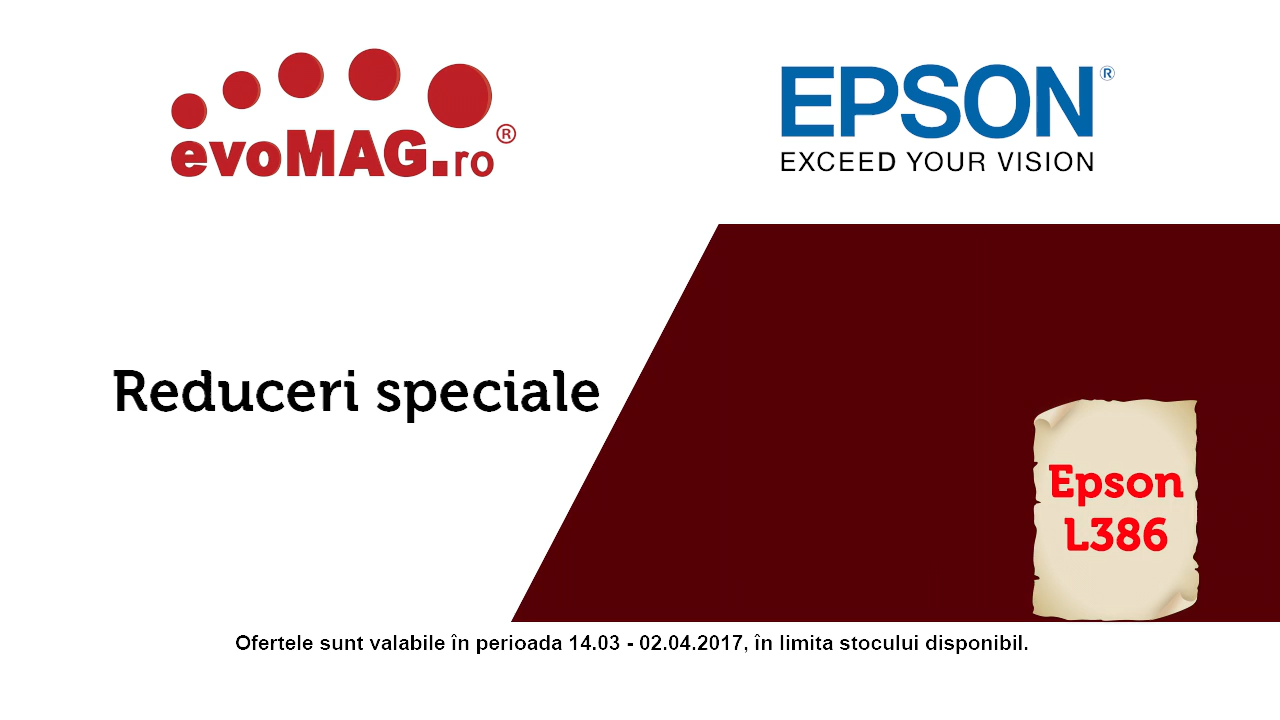 evoMAG.ro®
EPSON®
EXCEED YOUR VISION
Reduceri speciale
Epson
L386
Ofertele sunt valabile în perioada 14.03 - 02.04.2017, în limita stocului disponibil.